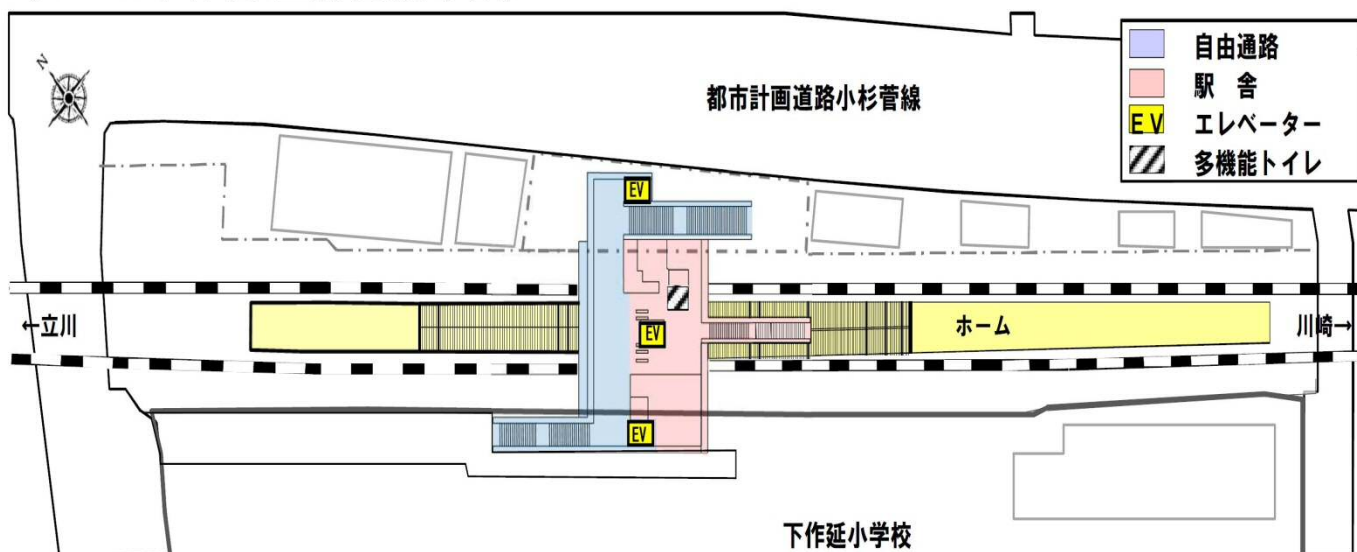 N
自由通路
駅 舎
EV エレベーター
多機能トイレ
都市計画道路小杉菅線
EV
←立川
EV
ホーム
川崎→
EV
下作延小学校